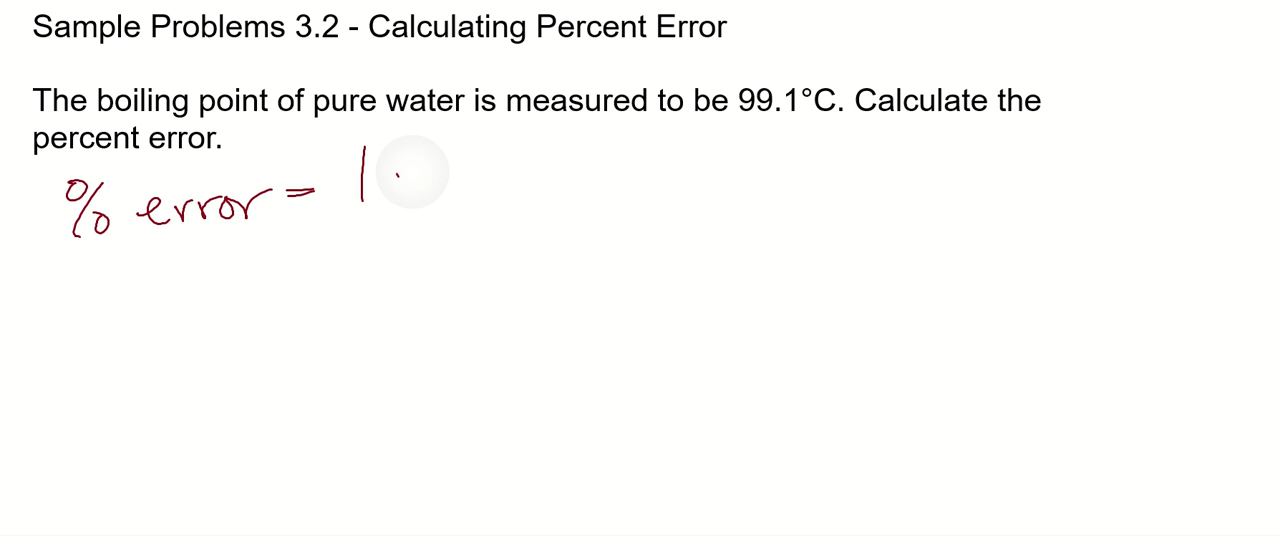 Sample Problems 3.2 - Calculating Percent Error
The boiling point of pure water is measured to be 99.1°C. Calculate the
percent error.
% error = |